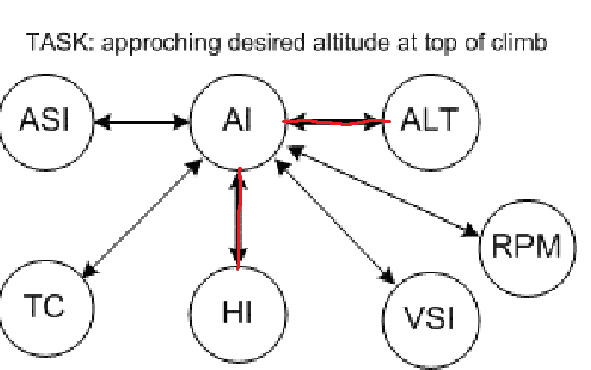 TASK: approching desired altitude at top of climb
ASI
AI
ALT
RPM
TC
HI
VSI